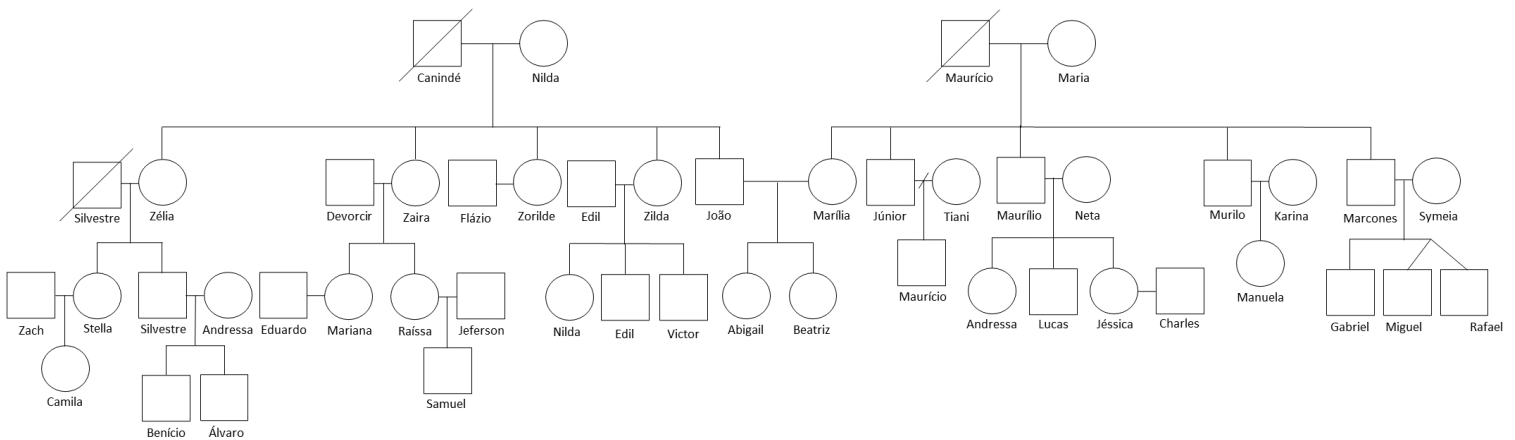 Canindé
Nilda
Maurício
Maria
Silvestre
Zélia
Devorcir
Zaira
Flázio
Zorilde
Edil
Zilda
João
Marília
Júnior
Tiani
Maurílio
Neta
Murilo
Karina
Marcones
Symeia
Zach
Stella
Silvestre
Andressa
Eduardo
Mariana
Raíssa
Jeferson
Nilda
Edil
Victor
Abigail
Beatriz
Maurício
Andressa
Lucas
Jéssica
Charles
Manuela
Gabriel
Miguel
Rafael
Camila
Benício
Álvaro
Samuel